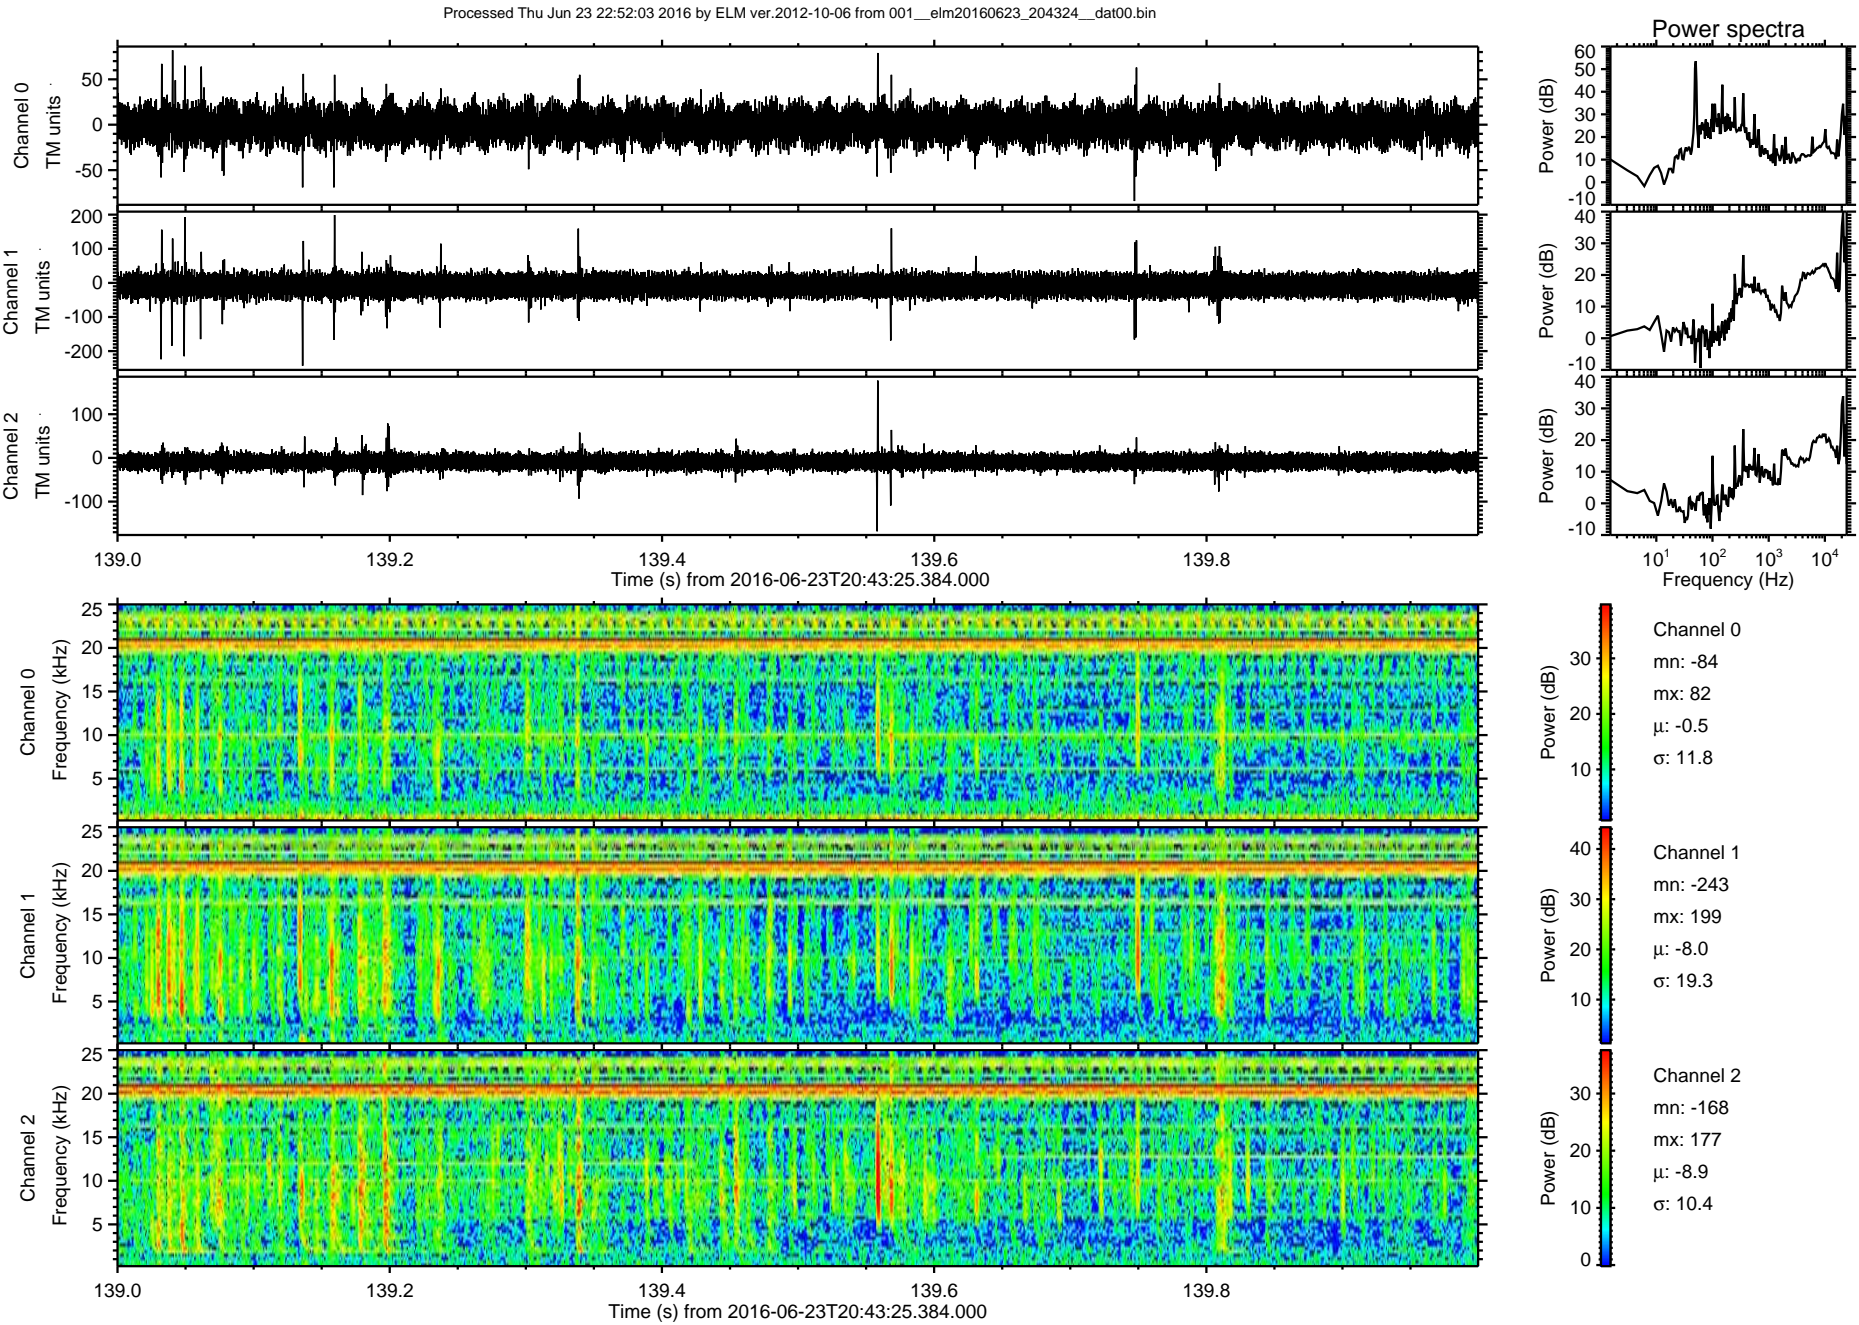 Processed Thu Jun 23 22:52:03 2016 by ELM ver.2012-10-06 from 001__elm20160623_204324__dat00.bin
Power spectra
Channel 0
TM units
50
0
-50
Power (dB)
60
50
40
30
20
10
0
-10
Channel 1
TM units
200
100
0
-100
-200
Power (dB)
40
30
20
10
0
-10
Channel 2
TM units
100
0
-100
Power (dB)
40
30
20
10
0
-10
139.0 139.2 139.4 139.6 139.8
Time (s) from 2016-06-23T20:43:25.384.000
10¹ 10² 10³ 10⁴
Frequency (Hz)
Channel 0
Frequency (kHz)
25
20
15
10
5
Power (dB)
30
20
10
Channel 0
mn: -84
mx: 82
μ: -0.5
σ: 11.8
Channel 1
Frequency (kHz)
25
20
15
10
5
Power (dB)
40
30
20
10
Channel 1
mn: -243
mx: 199
μ: -8.0
σ: 19.3
Channel 2
Frequency (kHz)
25
20
15
10
5
Power (dB)
30
20
10
0
Channel 2
mn: -168
mx: 177
μ: -8.9
σ: 10.4
139.0 139.2 139.4 139.6 139.8
Time (s) from 2016-06-23T20:43:25.384.000